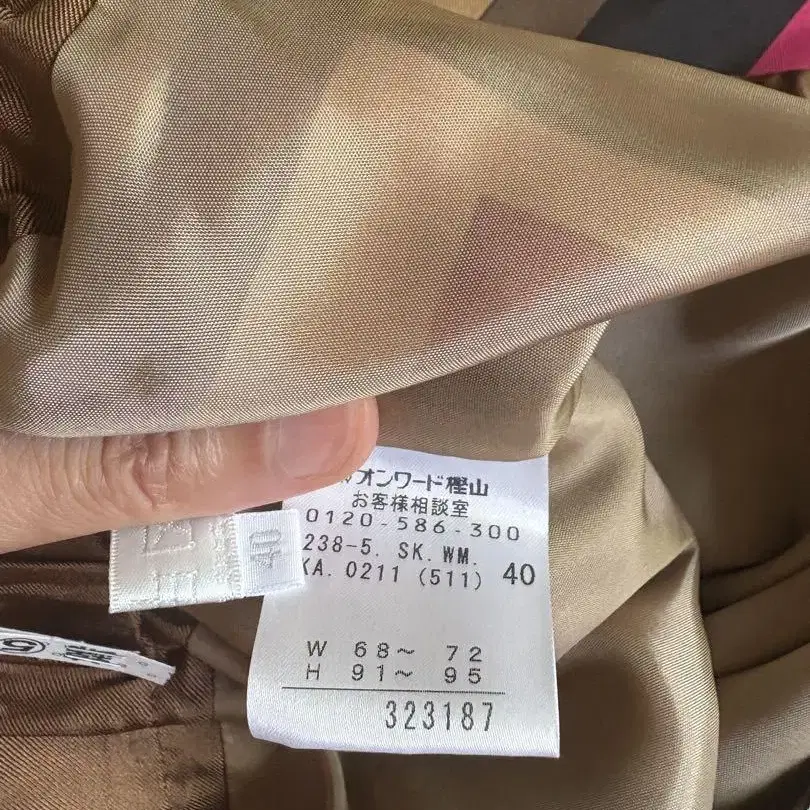 オンワード樫山
お客様相談室
0120-586-300
238-5. SK.WM.
KA.0211 (511) 40
W 68～ 72
H 91～ 95
323187
40